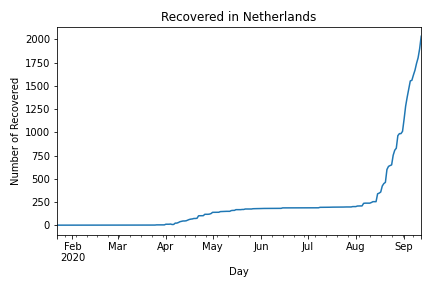 Recovered in Netherlands
2000
1750
1500
1250
1000
750
500
250
0
Number of Recovered
Feb Mar Apr May Jun Jul Aug Sep
2020
Day